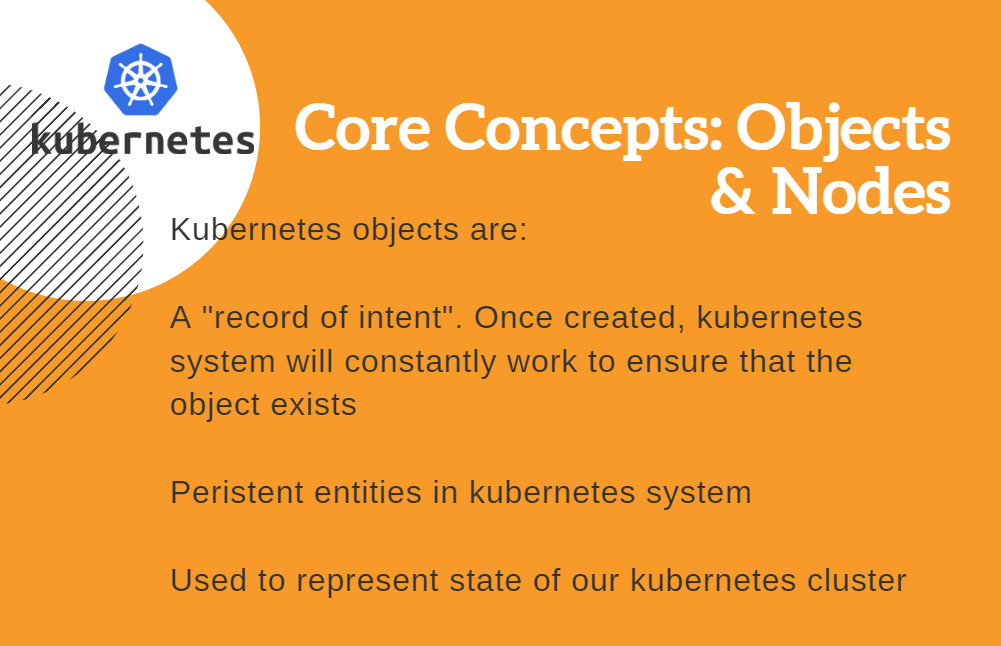 kubernetes
Core Concepts: Objects
& Nodes
Kubernetes objects are:
A "record of intent". Once created, kubernetes
system will constantly work to ensure that the
object exists
Peristent entities in kubernetes system
Used to represent state of our kubernetes cluster